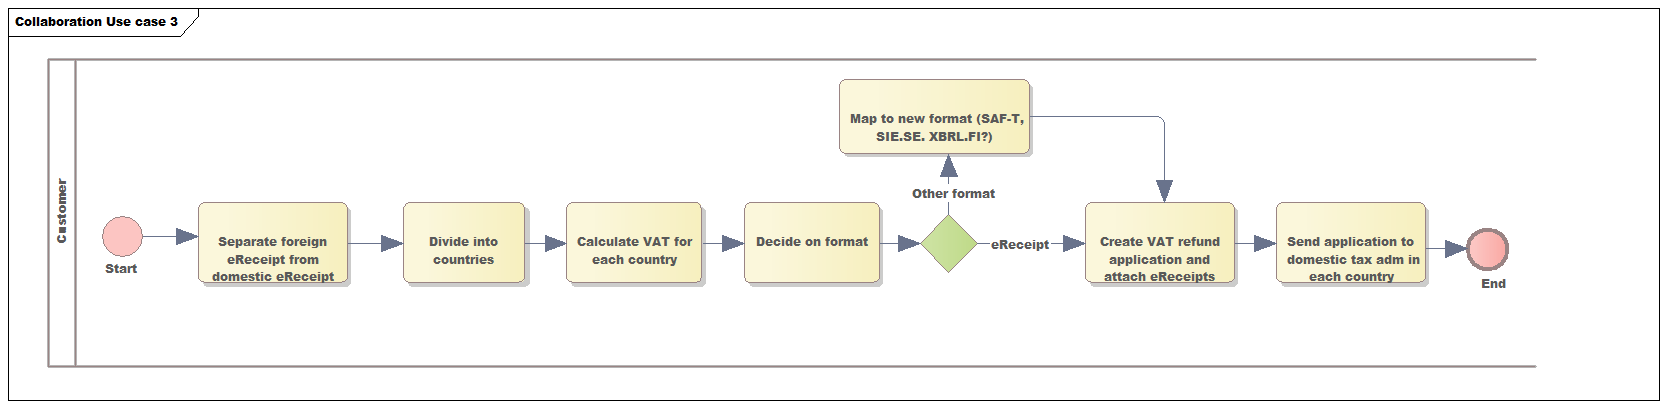 Collaboration Use case 3
Customer
Start
Separate foreign
eReceipt from
domestic eReceipt
Divide into
countries
Calculate VAT for
each country
Decide on format
Other format
Map to new format (SAF-T,
SIE.SE. XBRL.FI?)
eReceipt
Create VAT refund
application and
attach eReceipts
Send application to
domestic tax adm in
each country
End